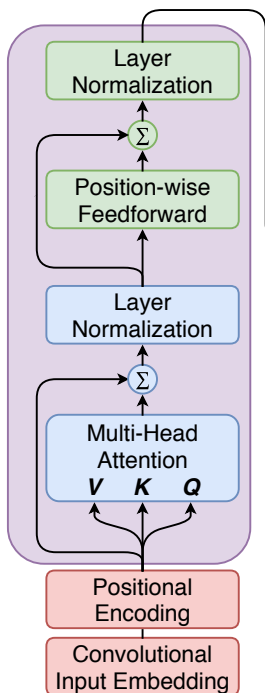 Layer
Normalization
Σ
Position-wise
Feedforward
Layer
Normalization
Σ
Multi-Head
Attention
V K Q
Positional
Encoding
Convolutional
Input Embedding